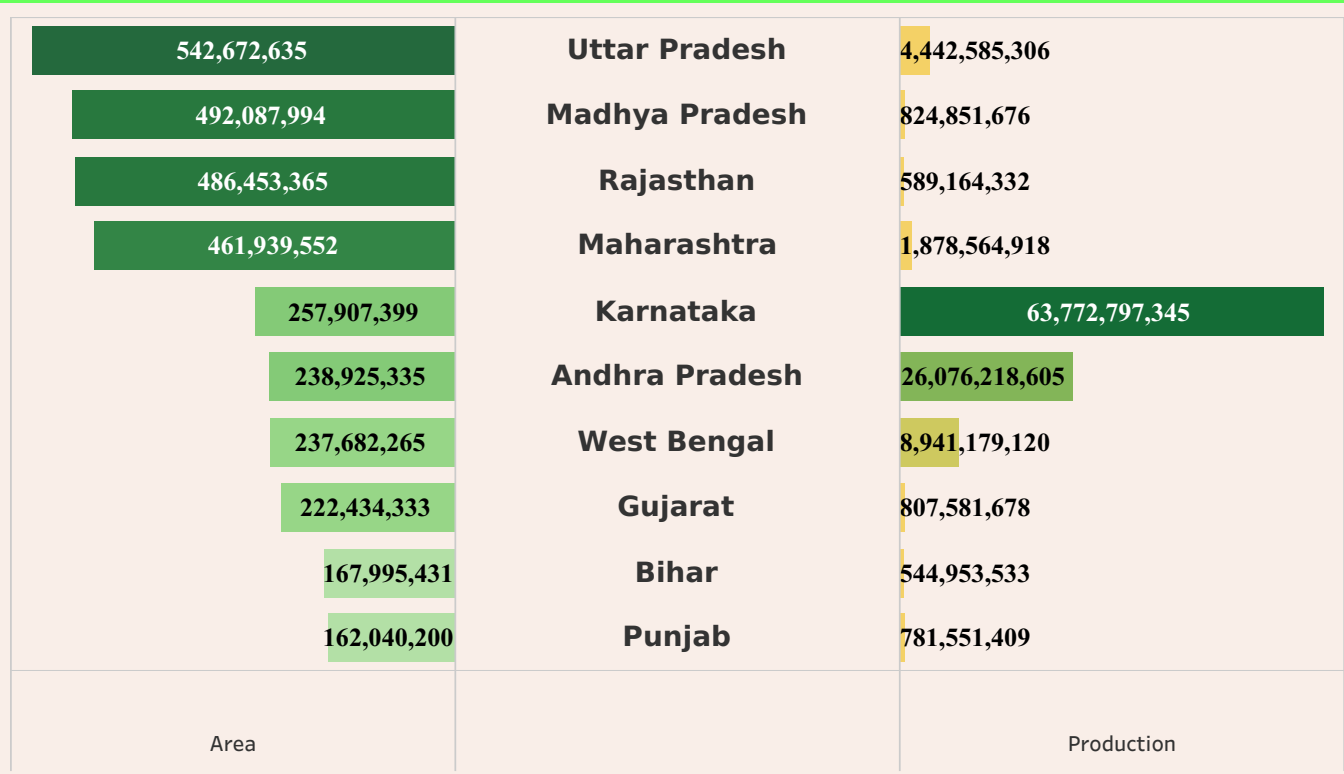 542,672,635 Uttar Pradesh 4,442,585,306
492,087,994 Madhya Pradesh 824,851,676
486,453,365 Rajasthan 589,164,332
461,939,552 Maharashtra 1,878,564,918
257,907,399 Karnataka 63,772,797,345
238,925,335 Andhra Pradesh 26,076,218,605
237,682,265 West Bengal 8,941,179,120
222,434,333 Gujarat 807,581,678
167,995,431 Bihar 544,953,533
162,040,200 Punjab 781,551,409
Area Production